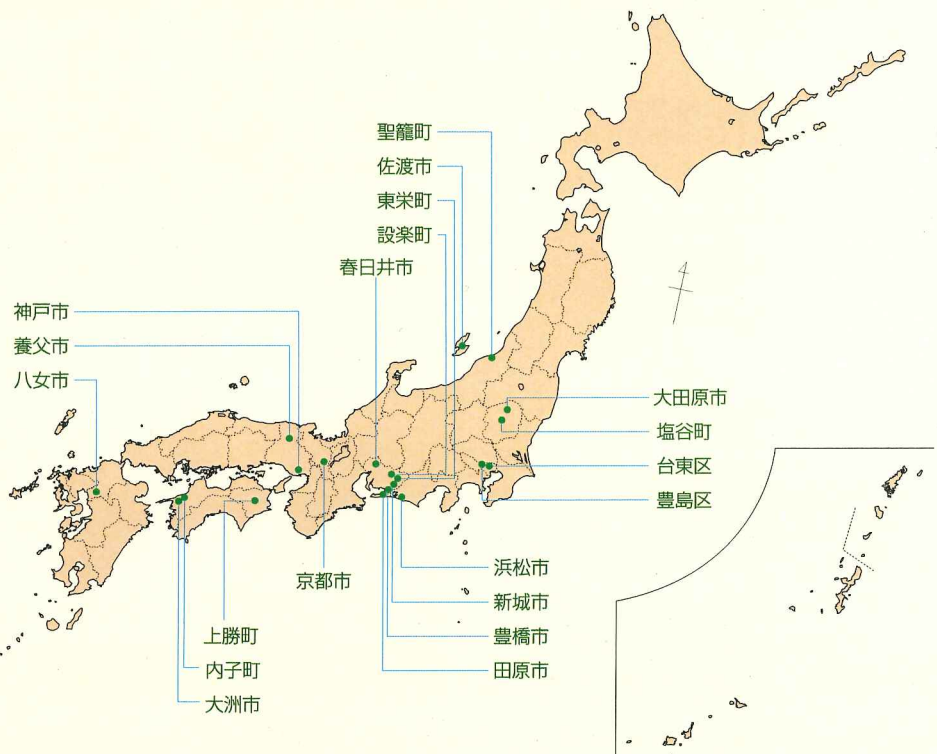 聖籠町
佐渡市
東栄町
設楽町
春日井市
神戸市
養父市
八女市
大田原市
塩谷町
台東区
豊島区
京都市
浜松市
新城市
豊橋市
田原市
上勝町
内子町
大洲市